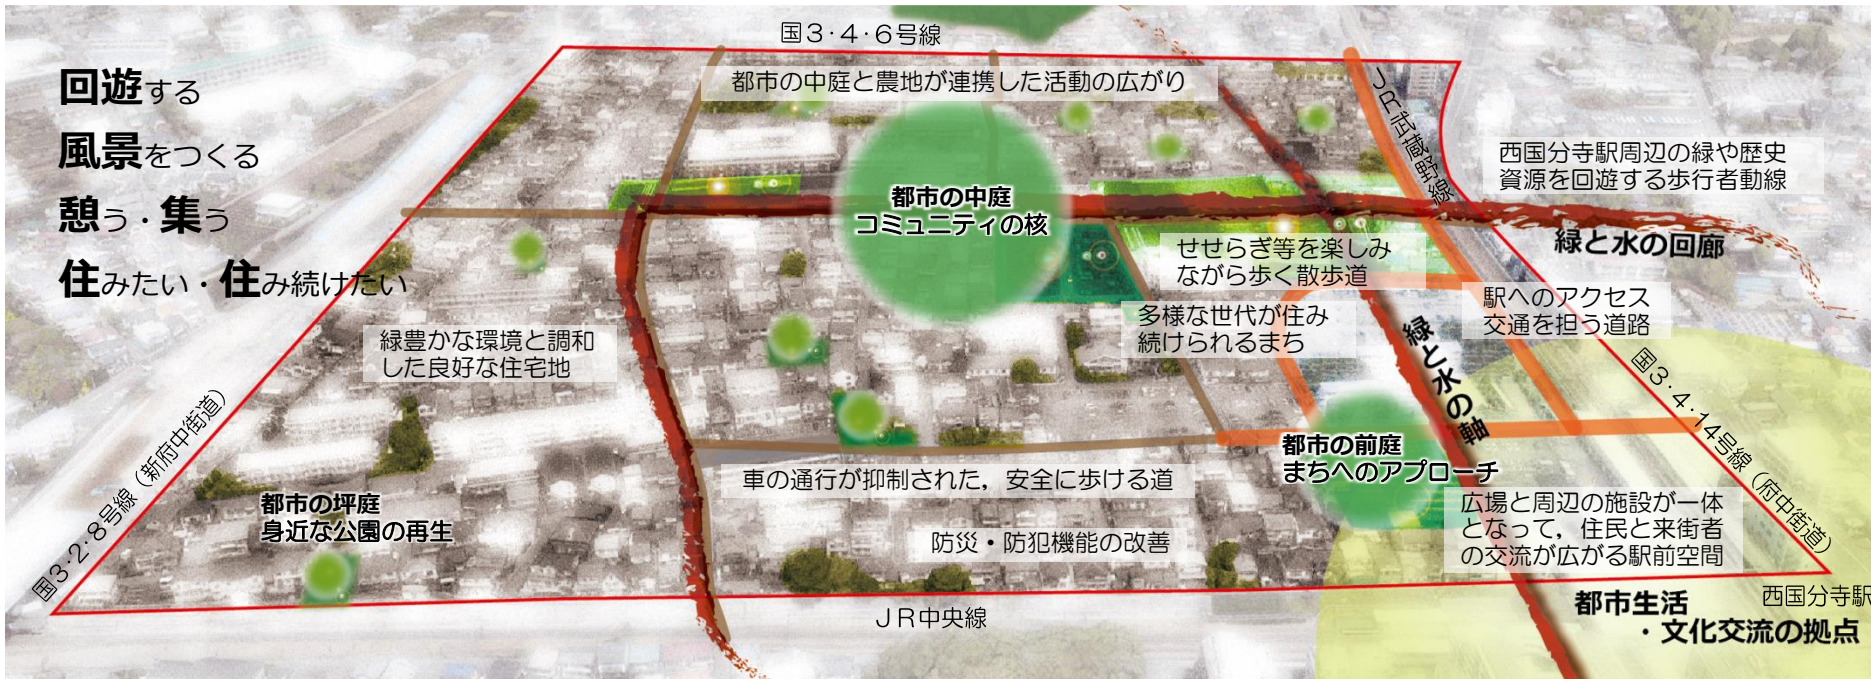 国3・4・6号線
回遊する
風景をつくる
憩う・集う
住みたい・住み続けたい
都市の中庭と農地が連携した活動の広がり
JR武蔵野線
西国分寺駅周辺の緑や歴史
資源を回遊する歩行者動線
都市の中庭
コミュニティの核
緑と水の回廊
せせらぎ等を楽しみ
ながら歩く散歩道
駅へのアクセス
交通を担う道路
多様な世代が住み
続けられるまち
緑豊かな環境と調和
した良好な住宅地
緑と水の軸
国3・4・14号線（府中街道）
国3・2・8号線（新府中街道）
都市の前庭
まちへのアプローチ
車の通行が抑制された，安全に歩ける道
都市の坪庭
身近な公園の再生
防災・防犯機能の改善
広場と周辺の施設が一体
となって，住民と来街者
の交流が広がる駅前空間
JR中央線
西国分寺駅
都市生活
・文化交流の拠点